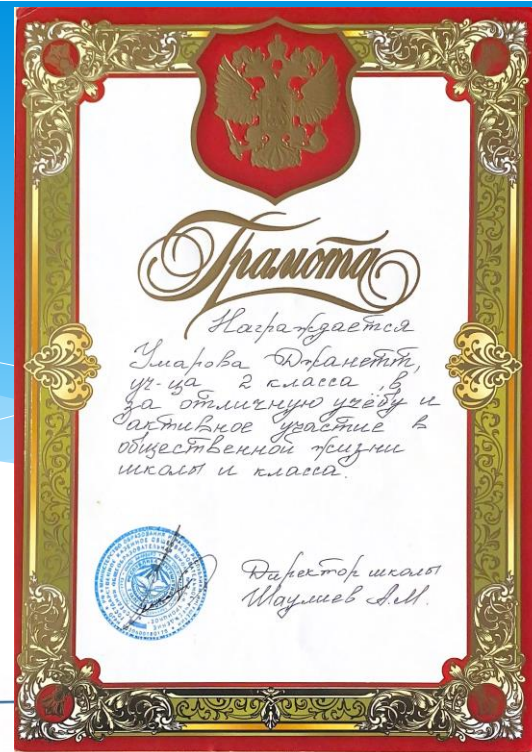 Грамота
Награждается
Умарова Джанетт,
уч-ца 2 класса „В
за отличную учёбу и
активное участие в
общественной жизни
школы и класса.
Директор школы
Шаулиев А.М.